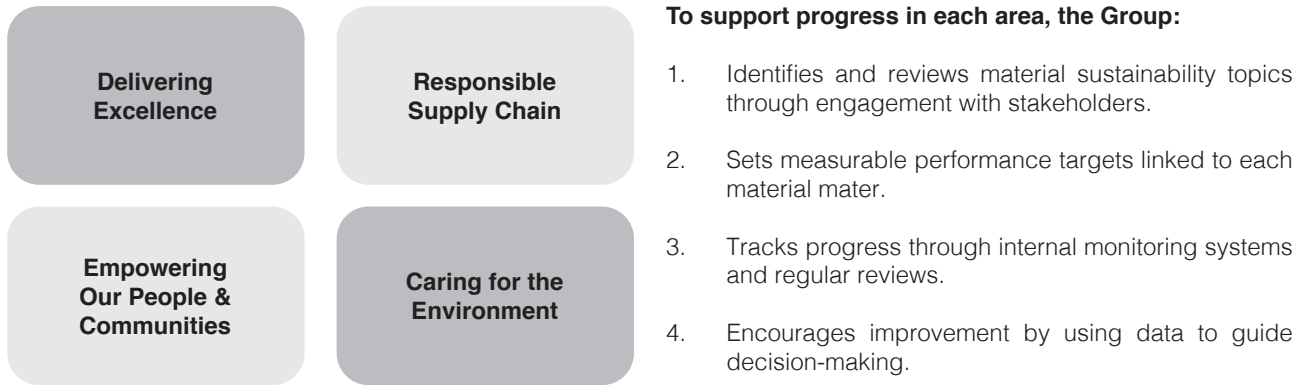 Delivering
Excellence
Responsible
Supply Chain
Empowering
Our People &
Communities
Caring for the
Environment
To support progress in each area, the Group:
1. Identifies and reviews material sustainability topics
through engagement with stakeholders.
2. Sets measurable performance targets linked to each
material mater.
3. Tracks progress through internal monitoring systems
and regular reviews.
4. Encourages improvement by using data to guide
decision-making.